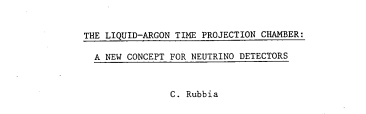 THE LIQUID-ARGON TIME PROJECTION CHAMBER:
A NEW CONCEPT FOR NEUTRINO DETECTORS
C. Rubbia